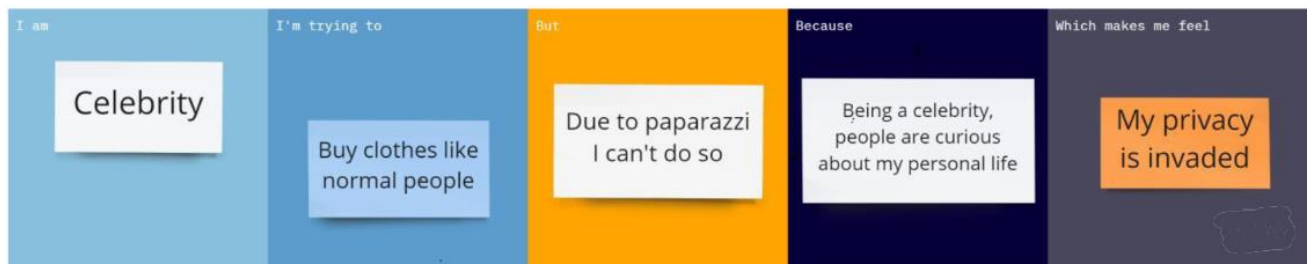 I am
Celebrity
I'm trying to
Buy clothes like
normal people
But
Due to paparazzi
I can't do so
Because
Being a celebrity,
people are curious
about my personal life
Which makes me feel
My privacy
is invaded